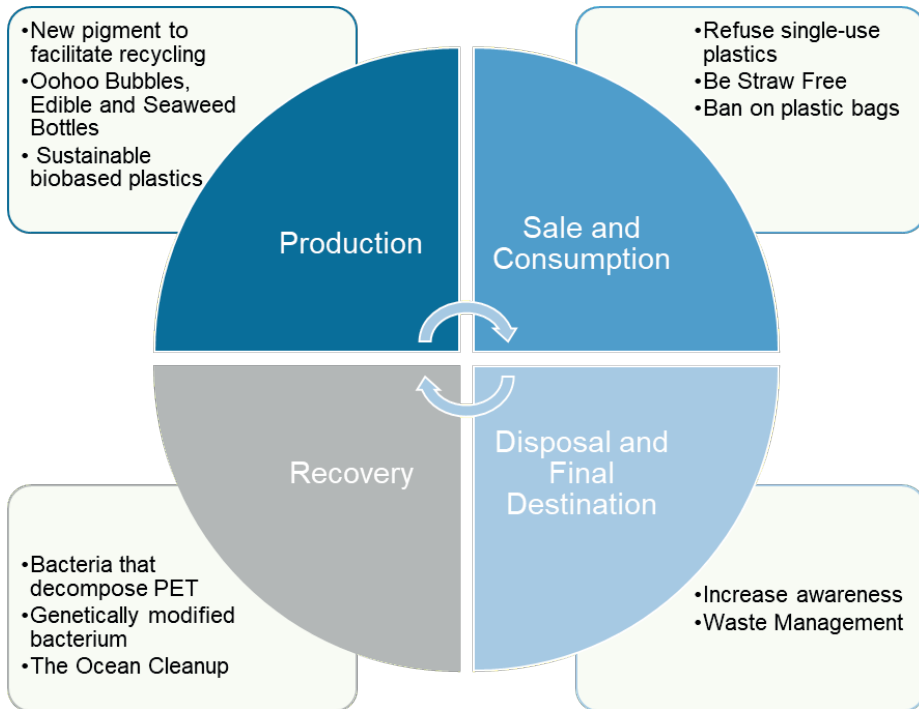 •New pigment to
facilitate recycling
•Oohoo Bubbles,
Edible and Seaweed
Bottles
• Sustainable
biobased plastics
•Refuse single-use
plastics
•Be Straw Free
•Ban on plastic bags
Production
Sale and
Consumption
Recovery
Disposal and
Final
Destination
•Bacteria that
decompose PET
•Genetically modified
bacterium
•The Ocean Cleanup
•Increase awareness
•Waste Management